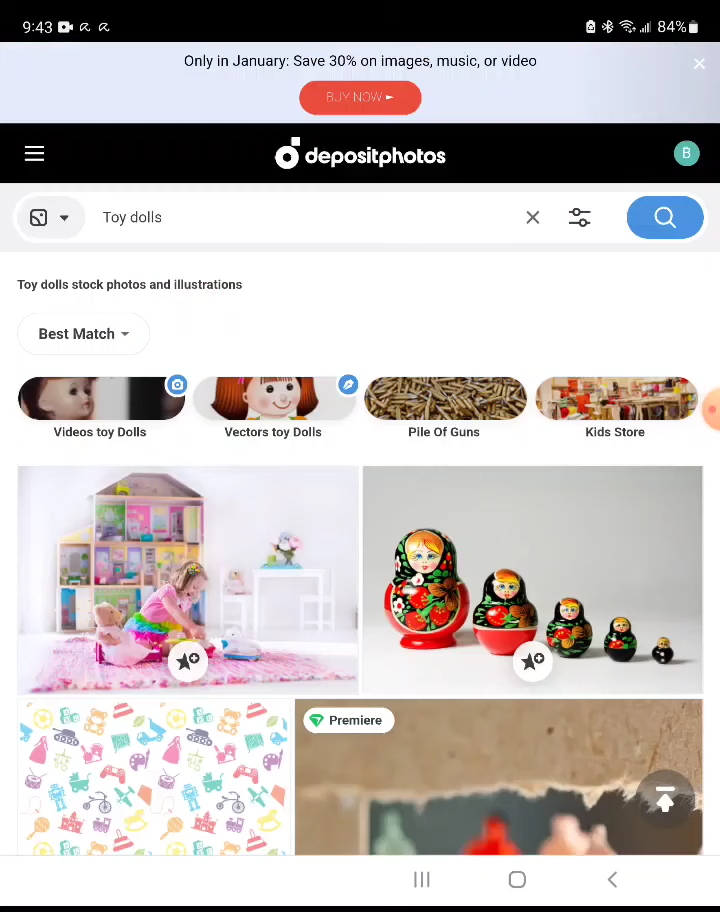 9:43
84%
Only in January: Save 30% on images, music, or video
BUY NOW
depositphotos
B
Toy dolls
Toy dolls stock photos and illustrations
Best Match
Videos toy Dolls
Vectors toy Dolls
Pile Of Guns
Kids Store
Premiere